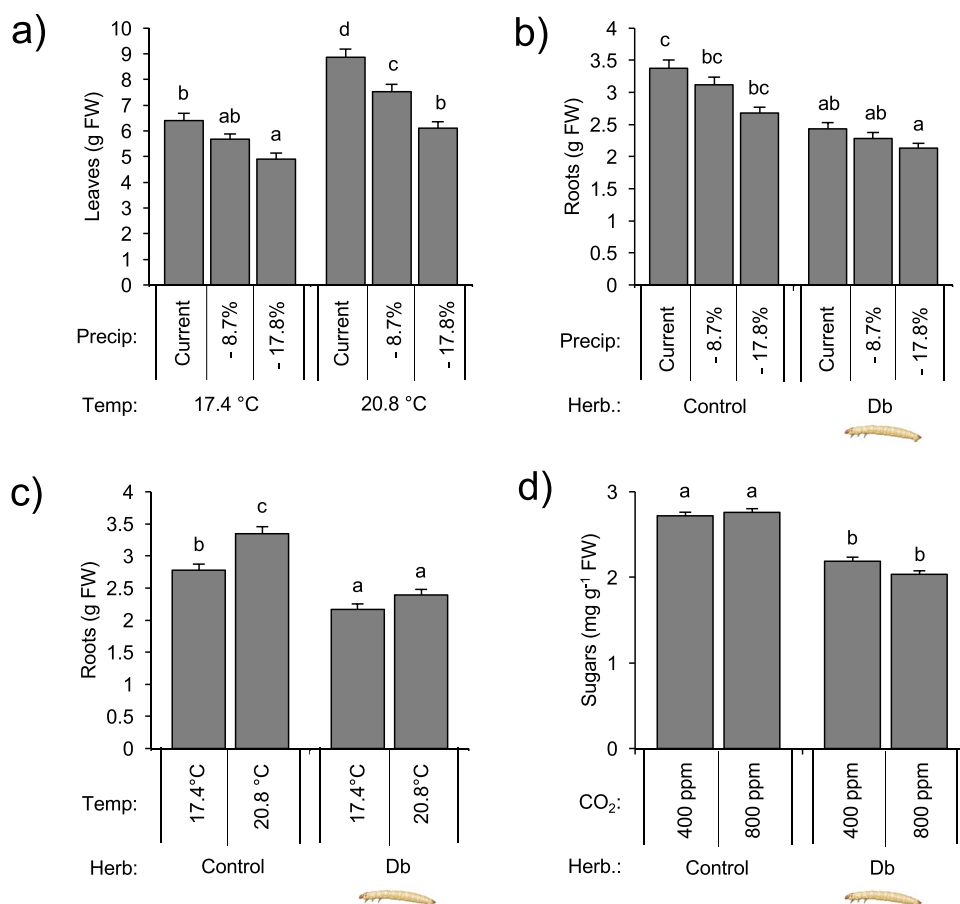 a)
10
9
8
7
6
5
4
3
2
1
0
Leaves (g FW)
b
ab
a
d
c
b
Precip:
Current
- 8.7%
- 17.8%
Current
- 8.7%
- 17.8%
Temp:
17.4 °C
20.8 °C
b)
4
3.5
3
2.5
2
1.5
1
0.5
0
Roots (g FW)
c
bc
bc
ab
ab
a
Precip:
Current
- 8.7%
- 17.8%
Current
- 8.7%
- 17.8%
Herb.:
Control
Db
c)
4
3.5
3
2.5
2
1.5
1
0.5
0
Roots (g FW)
b
c
a
a
Temp:
17.4°C
20.8 °C
17.4°C
20.8°C
Herb:
Control
Db
d)
3
2
1
0
Sugars (mg g⁻¹ FW)
a
a
b
b
CO₂:
400 ppm
800 ppm
400 ppm
800 ppm
Herb.:
Control
Db